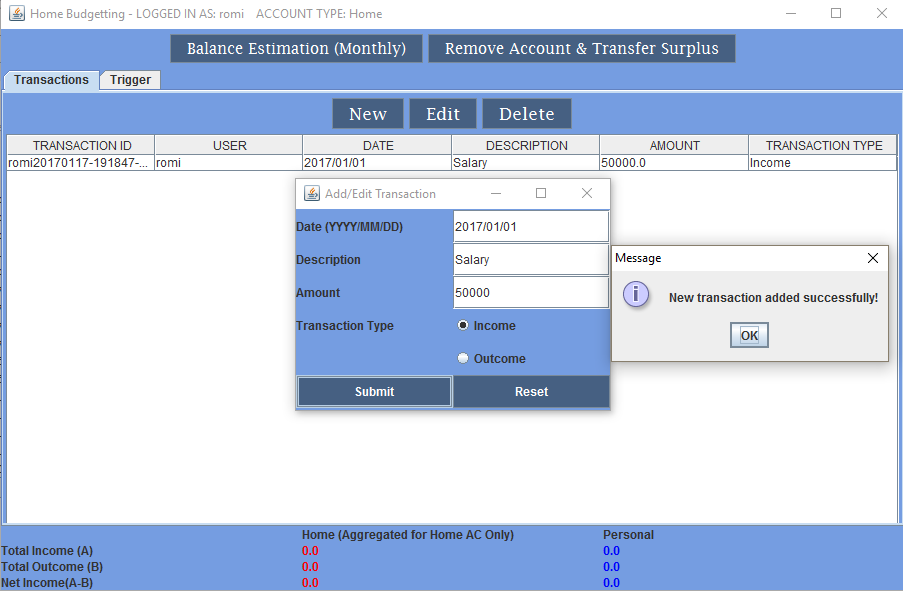 Home Budgetting - LOGGED IN AS: romi    ACCOUNT TYPE: Home
Balance Estimation (Monthly) Remove Account & Transfer Surplus
Transactions Trigger
New Edit Delete
TRANSACTION ID USER DATE DESCRIPTION AMOUNT TRANSACTION TYPE
romi20170117-191847-... romi 2017/01/01 Salary 50000.0 Income
Add/Edit Transaction
Date (YYYY/MM/DD) 2017/01/01
Description Salary
Amount 50000
Transaction Type Income
Outcome
Submit Reset
Message
New transaction added successfully!
OK
Home (Aggregated for Home AC Only) Personal
Total Income (A) 0.0 0.0
Total Outcome (B) 0.0 0.0
Net Income(A-B) 0.0 0.0